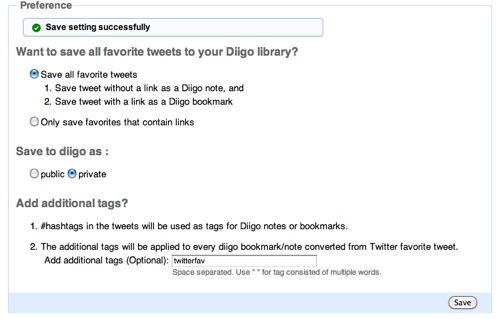 Preference
Save setting successfully
Want to save all favorite tweets to your Diigo library?
Save all favorite tweets
1. Save tweet without a link as a Diigo note, and
2. Save tweet with a link as a Diigo bookmark
Only save favorites that contain links
Save to diigo as :
public private
Add additional tags?
1. #hashtags in the tweets will be used as tags for Diigo notes or bookmarks.
2. The additional tags will be applied to every diigo bookmark/note converted from Twitter favorite tweet.
Add additional tags (Optional): twitterfav
Space separated. Use " " for tag consisted of multiple words.
Save